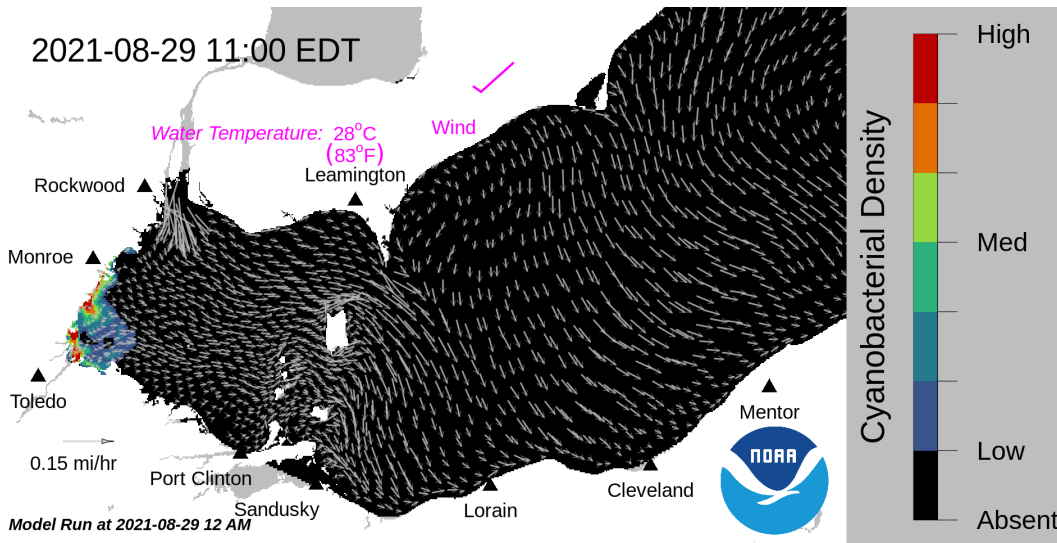 2021-08-29 11:00 EDT
Water Temperature: 28°C
(83°F)
Wind
Leamington
Rockwood
Monroe
Toledo
0.15 mi/hr
Port Clinton
Sandusky
Lorain
Cleveland
Mentor
NOAA
Model Run at 2021-08-29 12 AM
Cyanobacterial Density
High
Med
Low
Absent